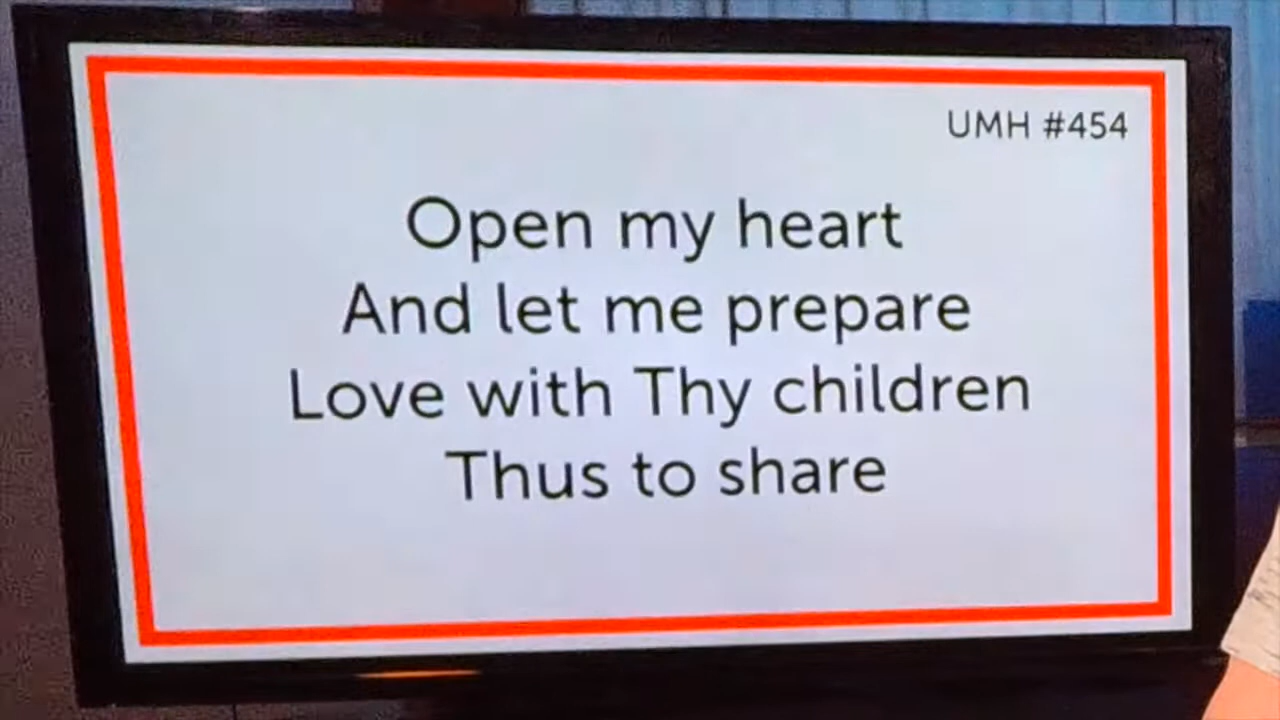 UMH #454
Open my heart
And let me prepare
Love with Thy children
Thus to share